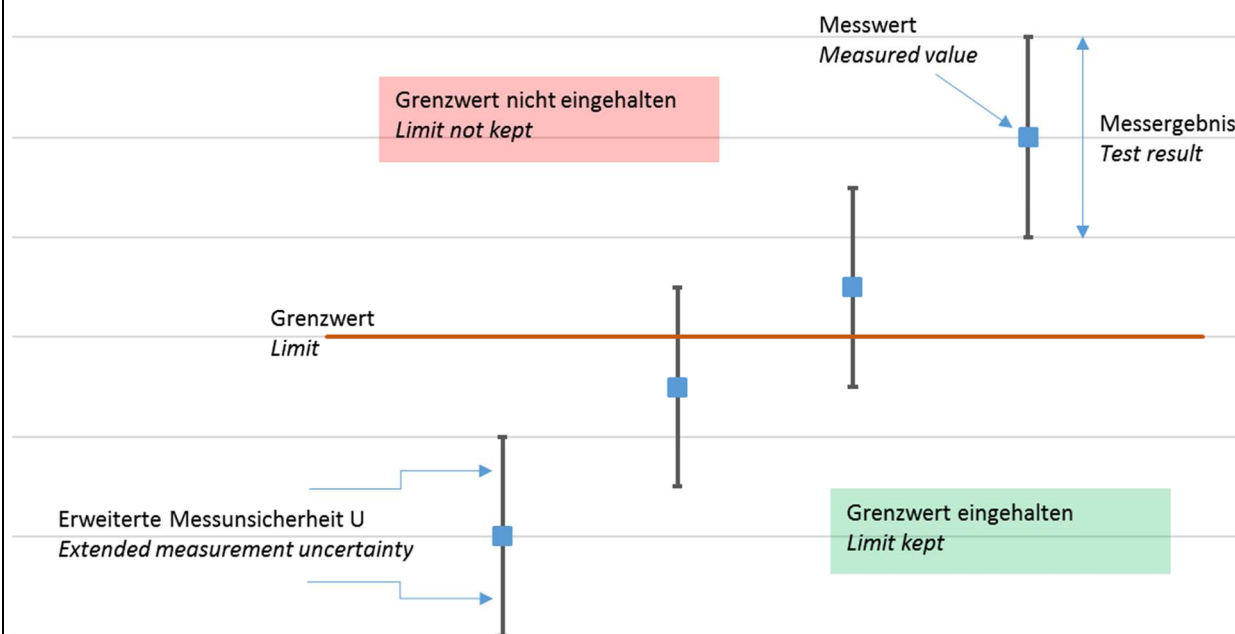 Messwert
Measured value
Grenzwert nicht eingehalten
Limit not kept
Messergebnis
Test result
Grenzwert
Limit
Erweiterte Messunsicherheit U
Extended measurement uncertainty
Grenzwert eingehalten
Limit kept